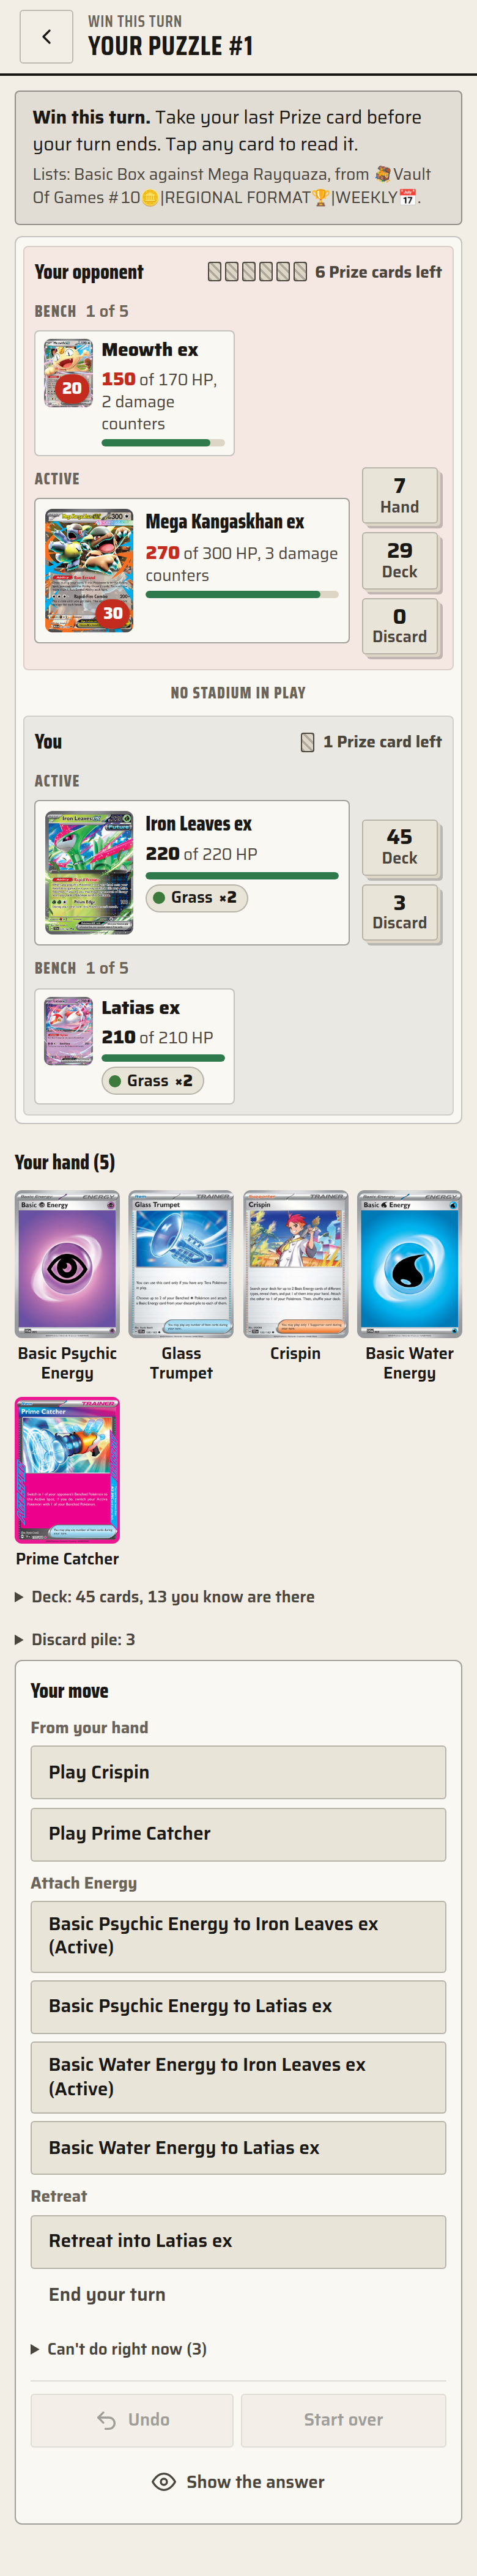 WIN THIS TURN
YOUR PUZZLE #1
Win this turn. Take your last Prize card before
your turn ends. Tap any card to read it.
Lists: Basic Box against Mega Rayquaza, from 🎁Vault
Of Games #10🪙|REGIONAL FORMAT🏆|WEEKLY📅.
Your opponent
6 Prize cards left
BENCH 1 of 5
Meowth ex
20
150 of 170 HP,
2 damage
counters
ACTIVE
7
Hand
Mega Kangaskhan ex
270 of 300 HP, 3 damage
counters
30
29
Deck
0
Discard
NO STADIUM IN PLAY
You
1 Prize card left
ACTIVE
Iron Leaves ex
220 of 220 HP
Grass ×2
45
Deck
3
Discard
BENCH 1 of 5
Latias ex
210 of 210 HP
Grass ×2
Your hand (5)
Basic Psychic
Energy
Glass
Trumpet
Crispin
Basic Water
Energy
Prime Catcher
Prime Catcher
▶ Deck: 45 cards, 13 you know are there
▶ Discard pile: 3
Your move
From your hand
Play Crispin
Play Prime Catcher
Attach Energy
Basic Psychic Energy to Iron Leaves ex
(Active)
Basic Psychic Energy to Latias ex
Basic Water Energy to Iron Leaves ex
(Active)
Basic Water Energy to Latias ex
Retreat
Retreat into Latias ex
End your turn
▶ Can't do right now (3)
Undo
Start over
Show the answer